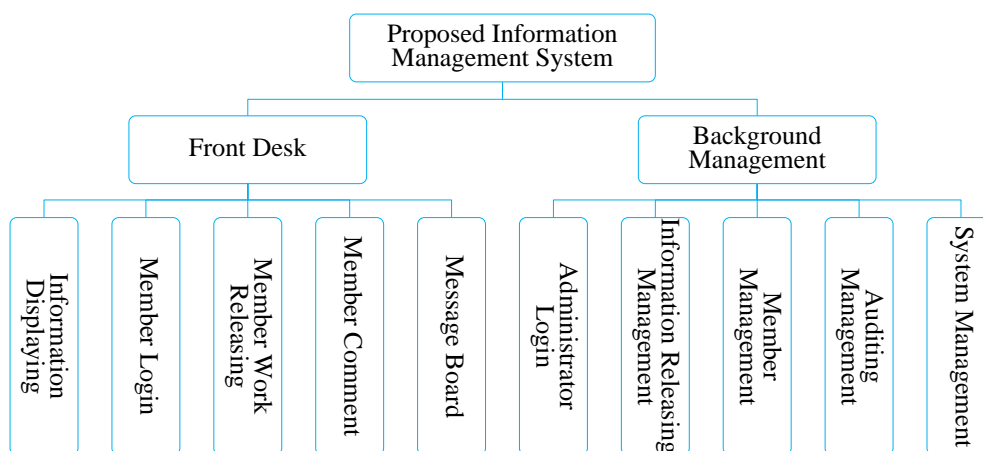 Proposed Information
Management System
Front Desk
Background
Management
Information
Displaying
Member Login
Member Work
Releasing
Member Comment
Message Board
Administrator
Login
Information Releasing
Management
Member
Management
Auditing
Management
System Management